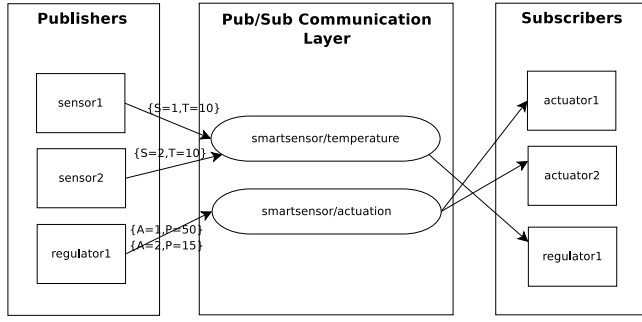 Publishers
sensor1
sensor2
regulator1
{S=1,T=10}
{S=2,T=10}
{A=1,P=50}
{A=2,P=15}
Pub/Sub Communication
Layer
smartsensor/temperature
smartsensor/actuation
Subscribers
actuator1
actuator2
regulator1